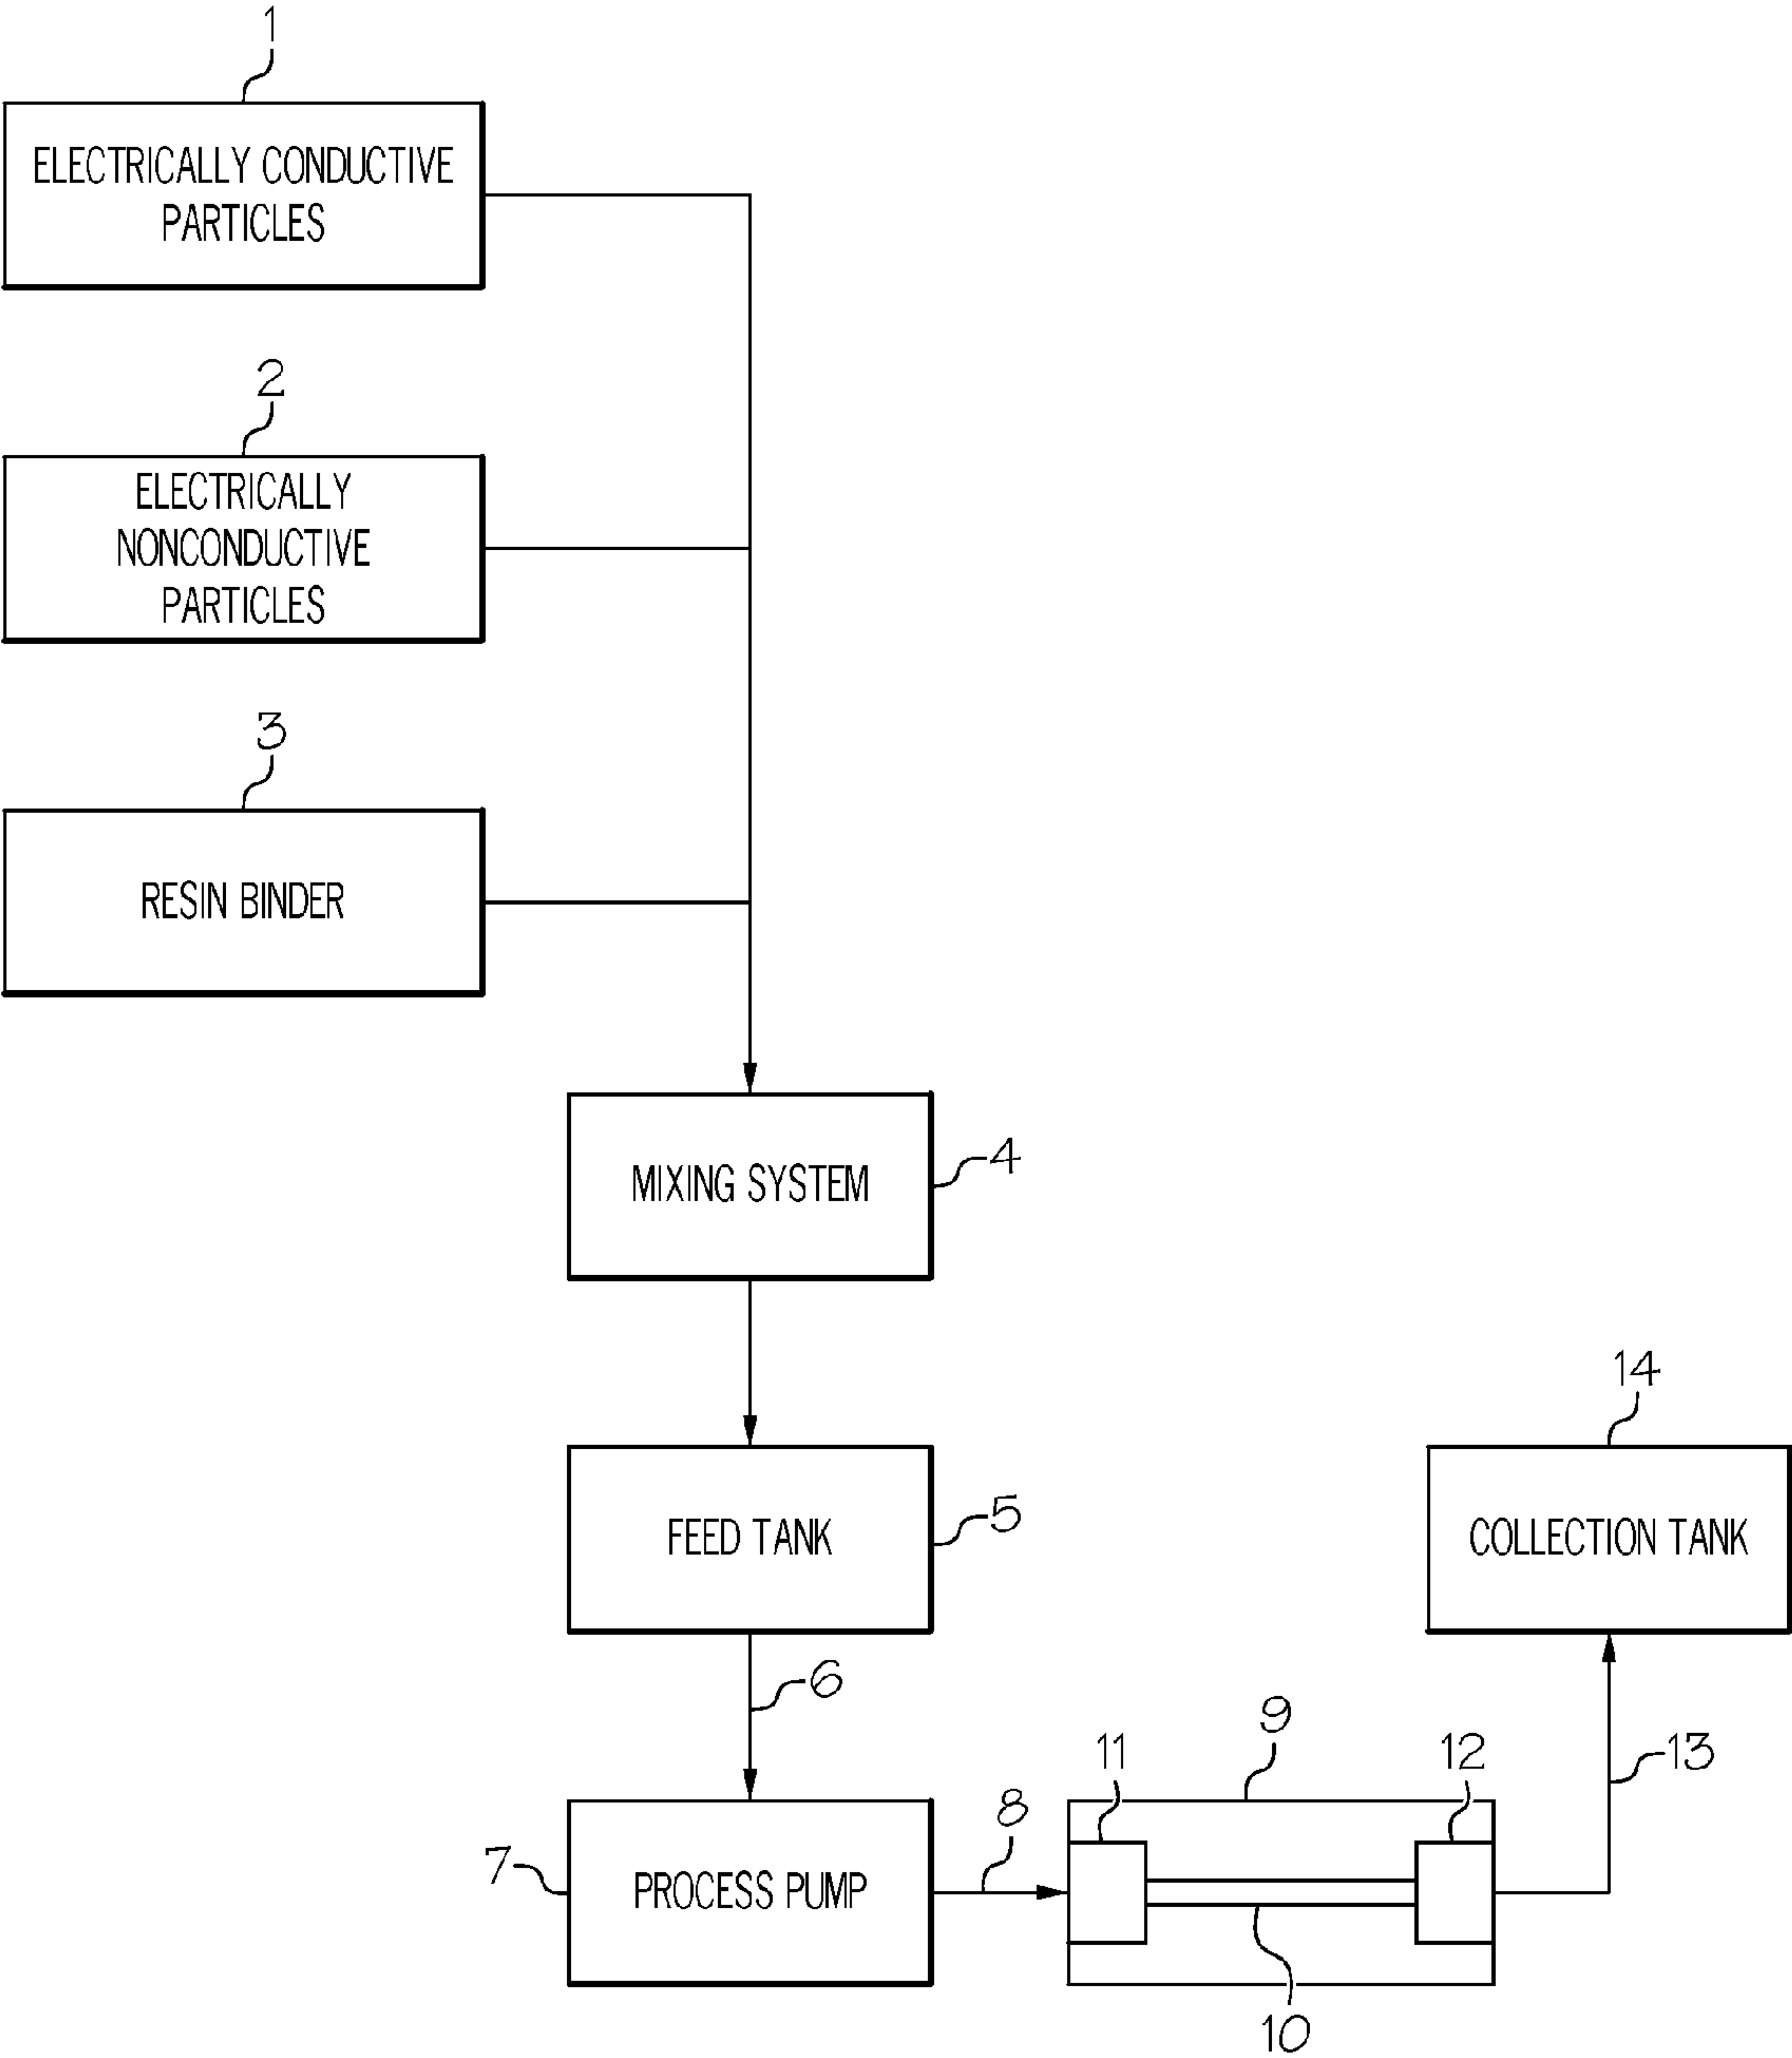 1
ELECTRICALLY CONDUCTIVE
PARTICLES
2
ELECTRICALLY
NONCONDUCTIVE
PARTICLES
3
RESIN BINDER
MIXING SYSTEM
4
FEED TANK
5
14
COLLECTION TANK
6
7
PROCESS PUMP
8
9
11
12
13
10